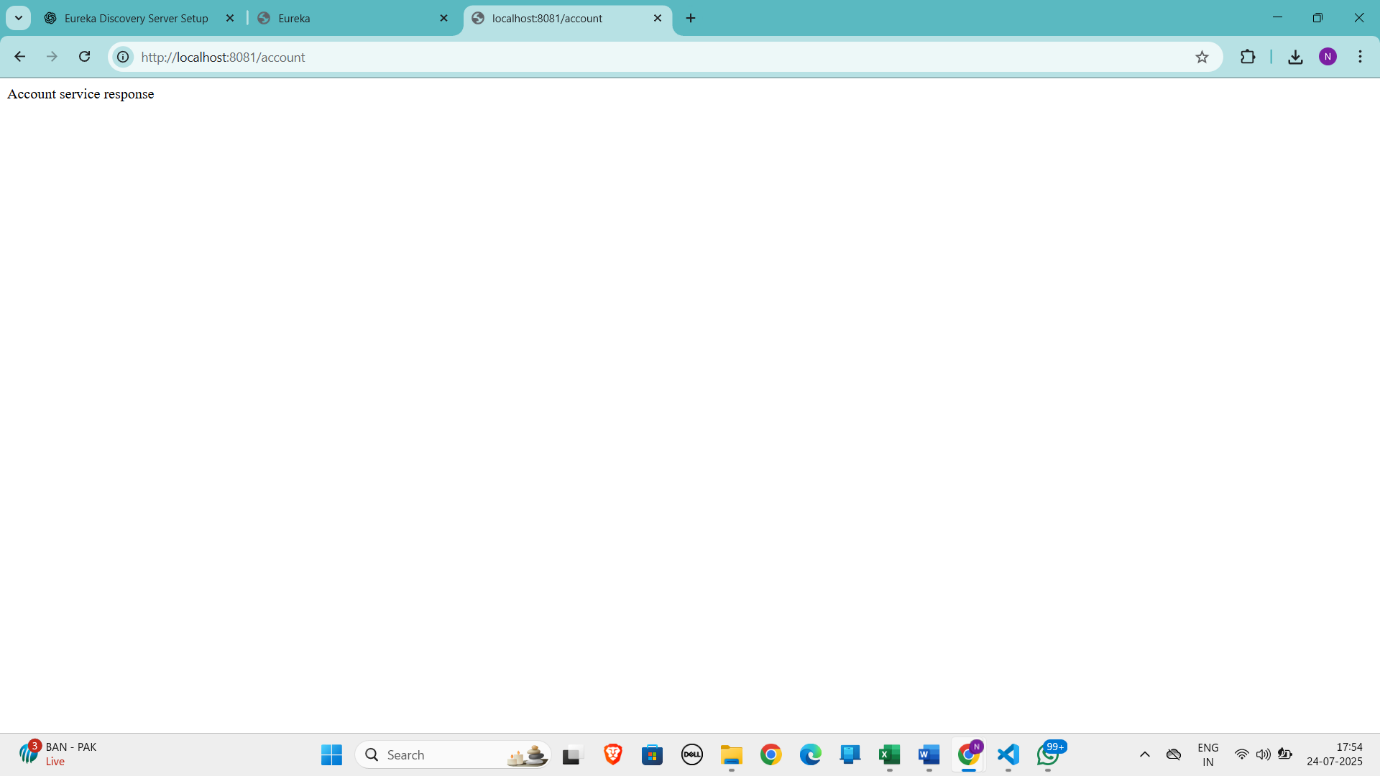 Eureka Discovery Server Setup
Eureka
localhost:8081/account
http://localhost:8081/account
N
Account service response
3
BAN - PAK
Live
Search
DELL
N
99+
ENG
IN
17:54
24-07-2025